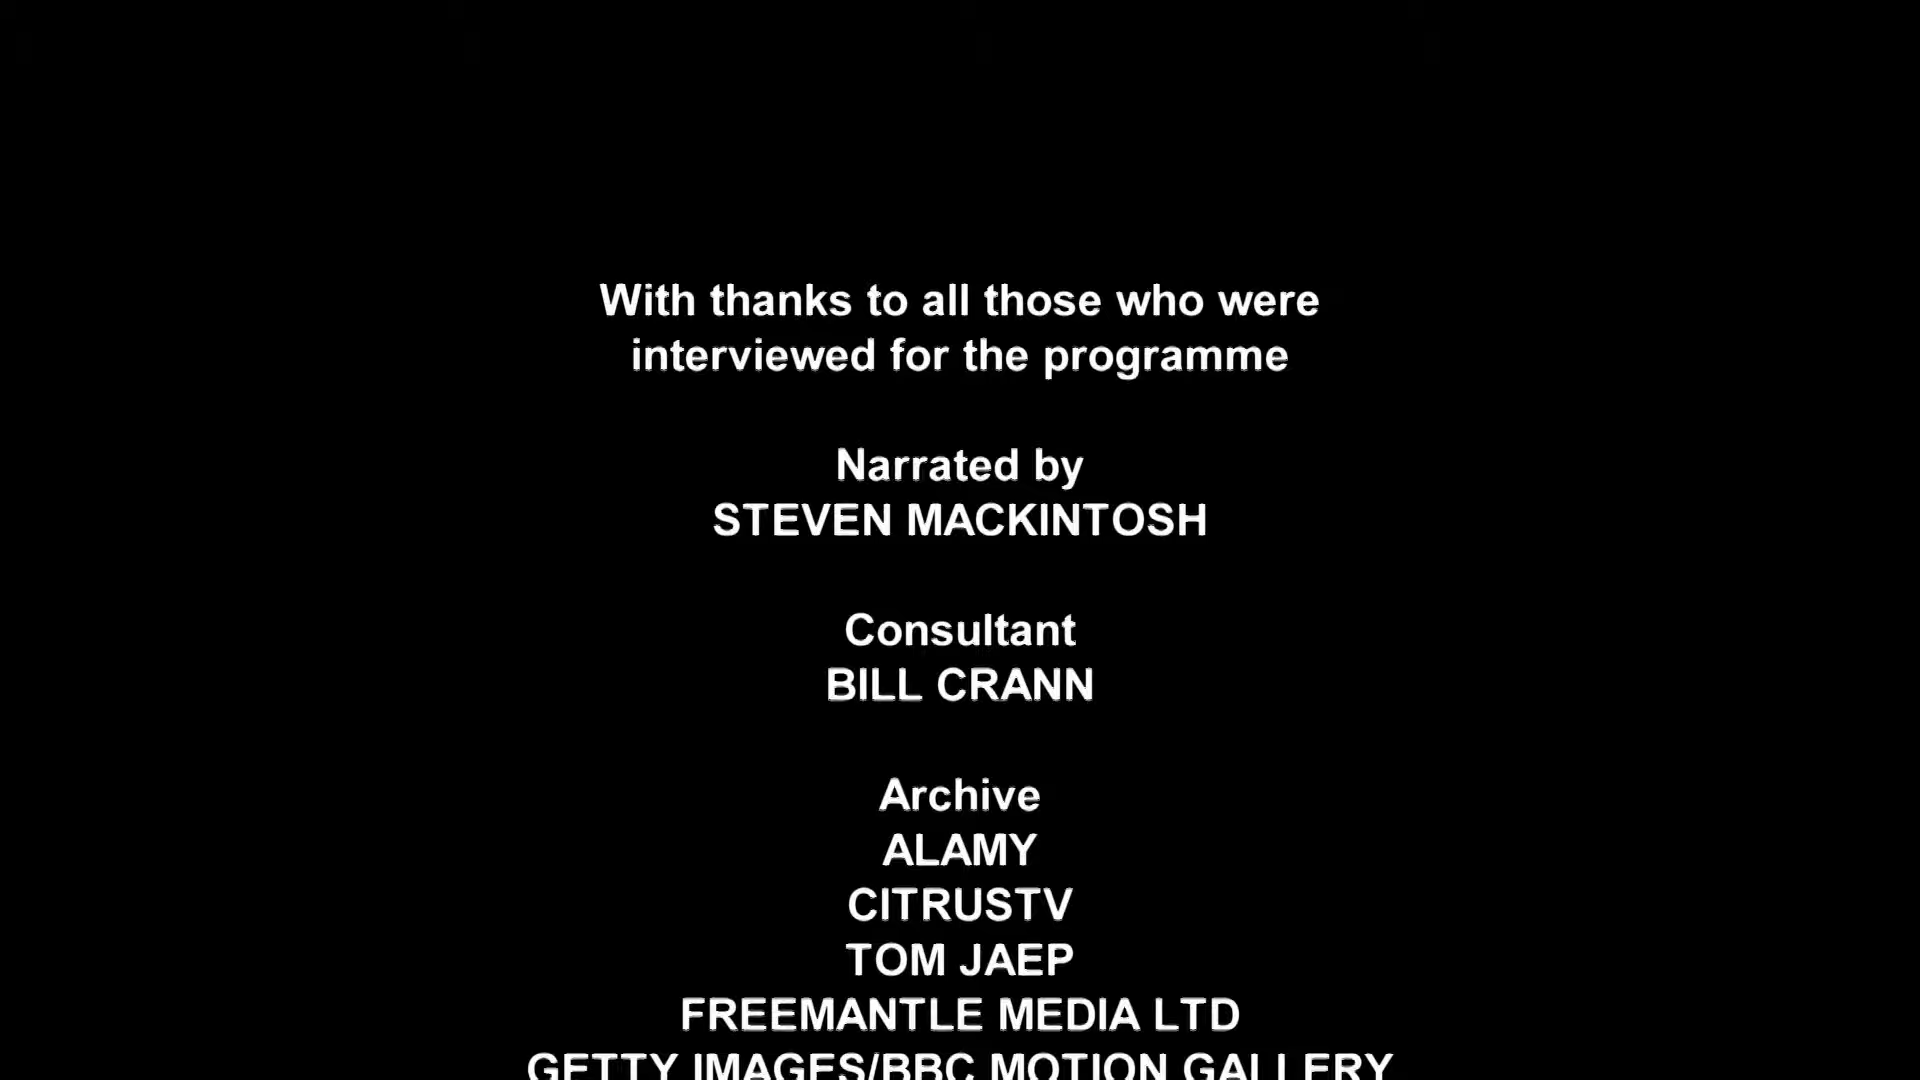 With thanks to all those who were
interviewed for the programme
Narrated by
STEVEN MACKINTOSH
Consultant
BILL CRANN
Archive
ALAMY
CITRUSTV
TOM JAEP
FREEMANTLE MEDIA LTD
GETTY IMAGES/BBC MOTION GALLERY